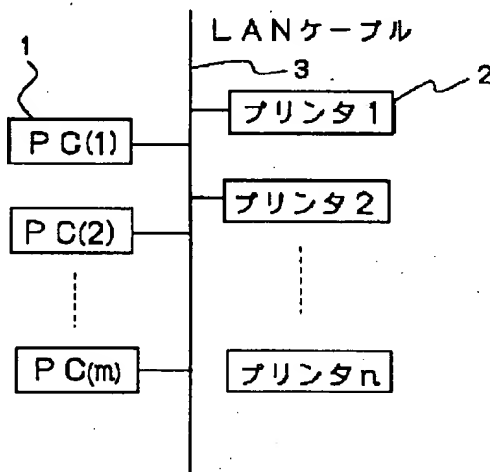 LANケーブル
1
3
2
プリンタ1
PC(1)
プリンタ2
PC(2)
PC(m)
プリンタn